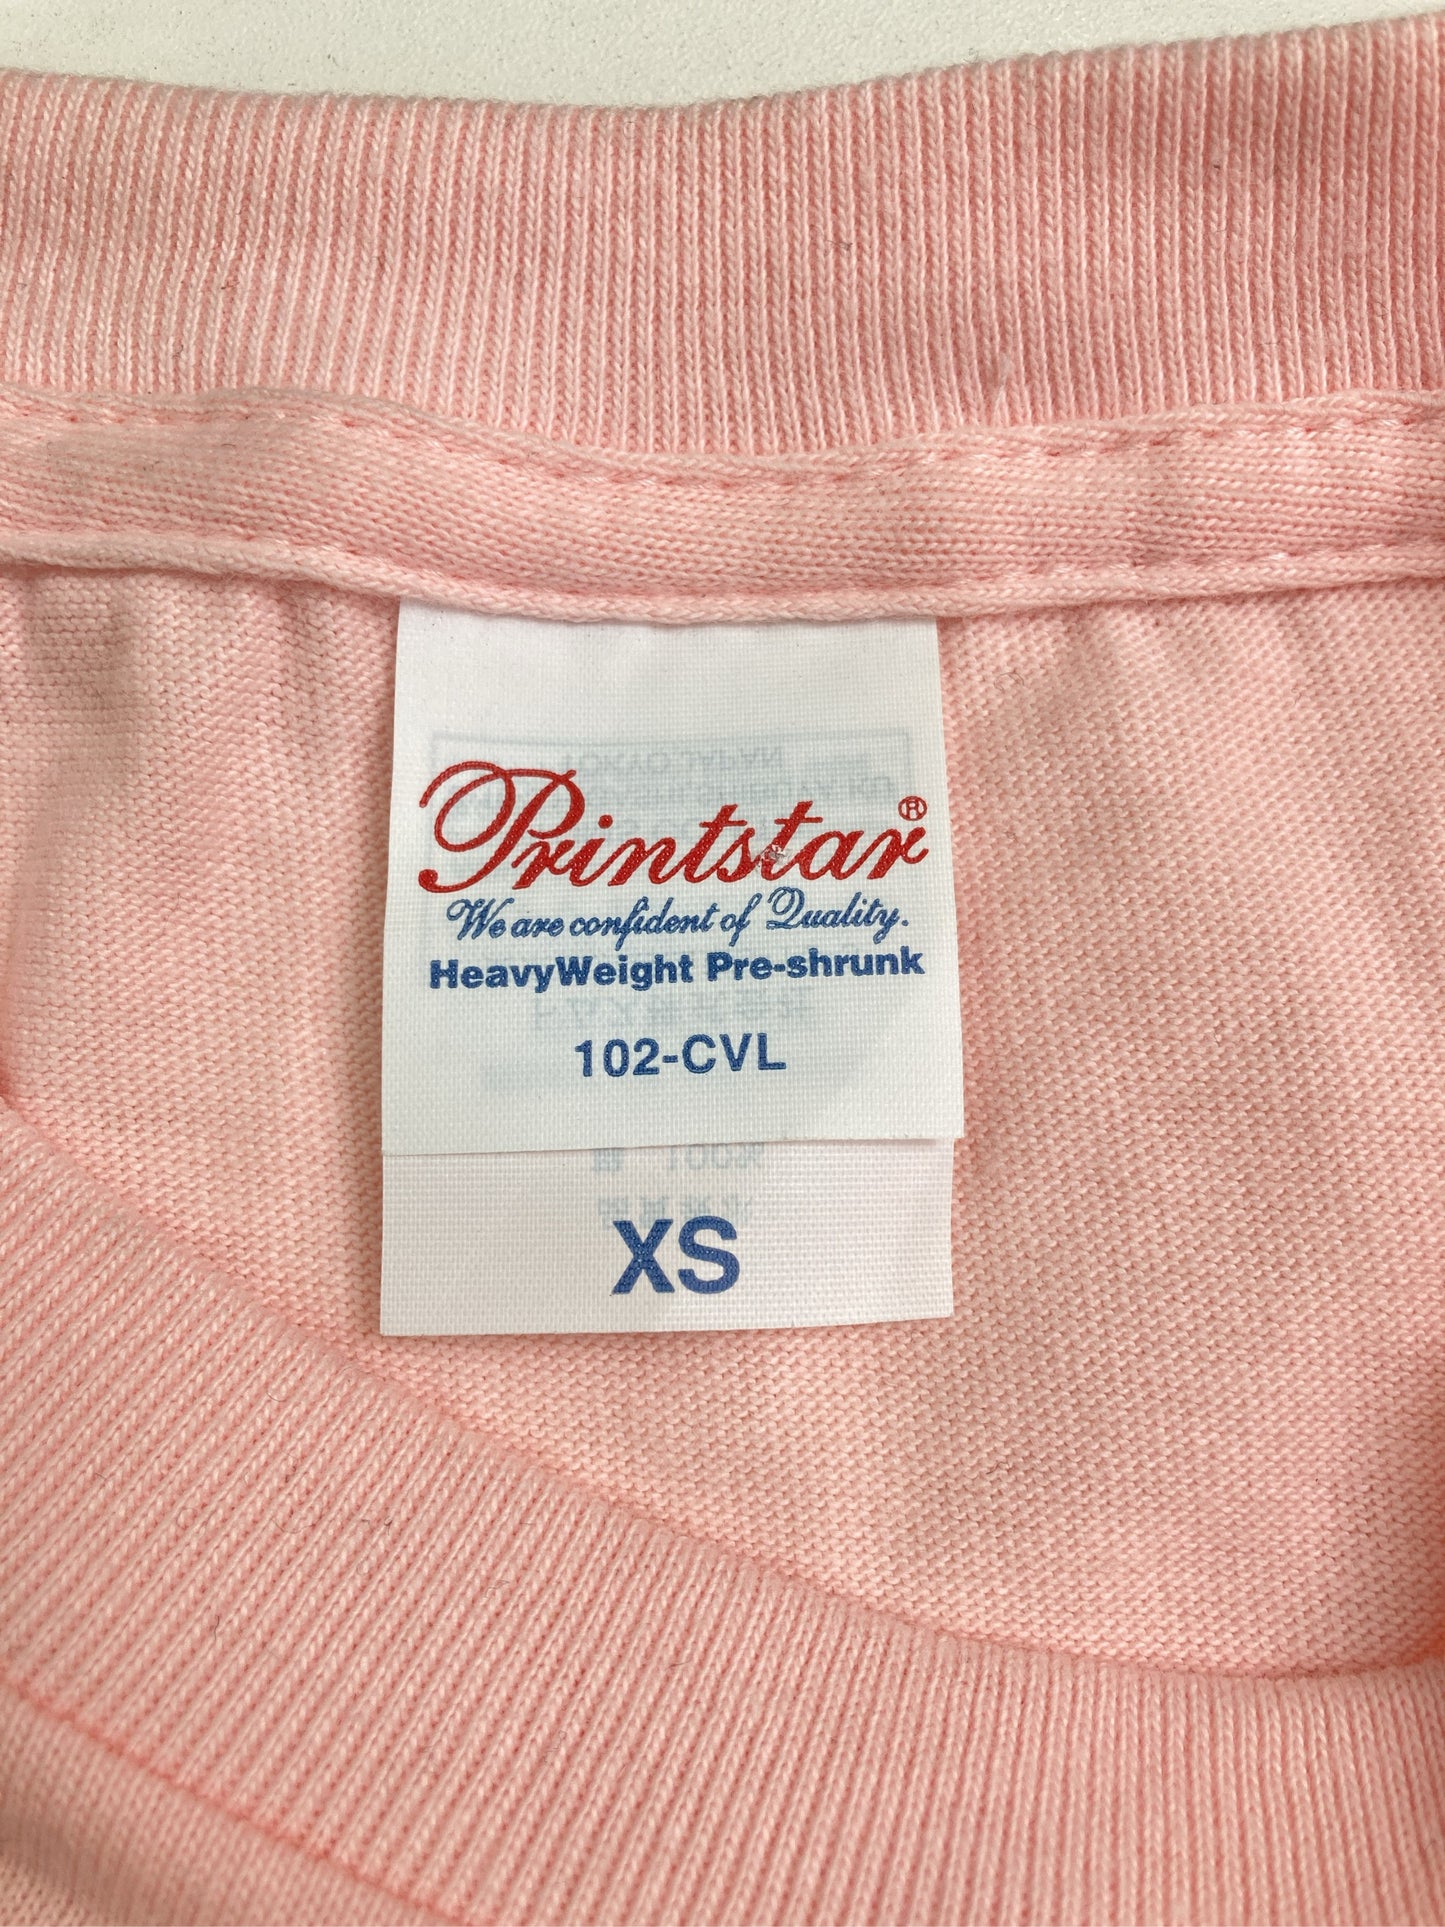 Printstar®
We are confident of Quality.
HeavyWeight Pre-shrunk
102-CVL
XS